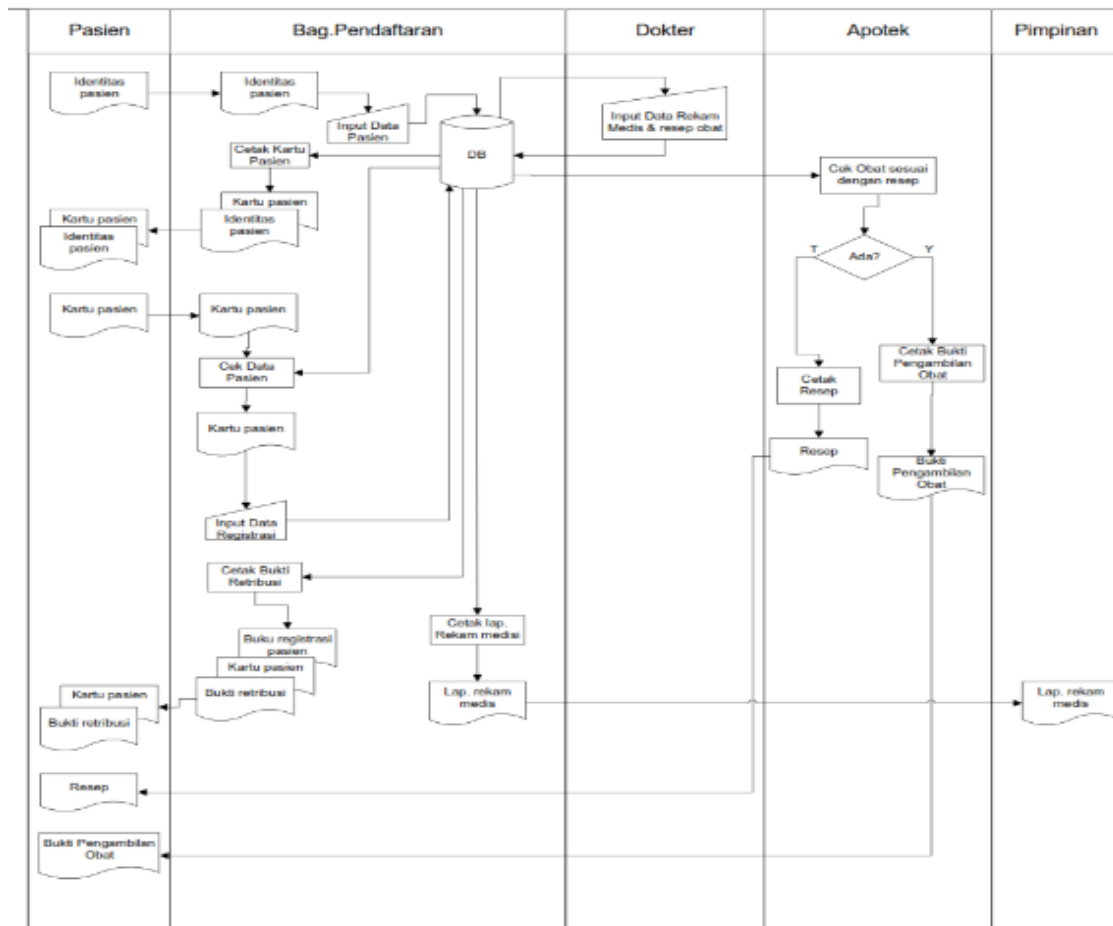 Pasien
Bag.Pendaftaran
Dokter
Apotek
Pimpinan
Identitas
pasien
Identitas
pasien
Input Data
Pasien
DB
Input Data Rekam
Medis & resep obat
Cetak Kartu
Pasien
Cek Obat sesuai
dengan resep
Kartu pasien
Identitas
pasien
Kartu pasien
Identitas
pasien
Ada?
T
Y
Kartu pasien
Kartu pasien
Cek Data
Pasien
Cetak Bukti
Pengambilan
Obat
Cetak
Resep
Kartu pasien
Resep
Bukti
Pengambilan
Obat
Input Data
Registrasi
Cetak Bukti
Retribusi
Cetak lap.
Rekam medisi
Buku registrasi
pasien
Kartu pasien
Bukti retribusi
Kartu pasien
Bukti retribusi
Lap. rekam
medis
Lap. rekam
medis
Resep
Bukti Pengambilan
Obat